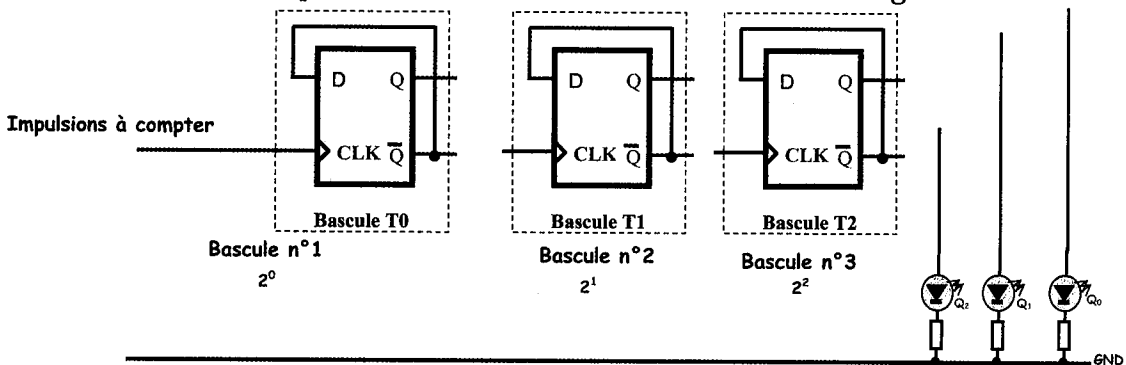 D Q
D Q
D Q
Impulsions à compter
CLK Q̅
CLK Q̅
CLK Q̅
Bascule T0
Bascule T1
Bascule T2
Bascule n°1
Bascule n°2
Bascule n°3
2⁰
2¹
2²
Q₂
Q₁
Q₀
GND